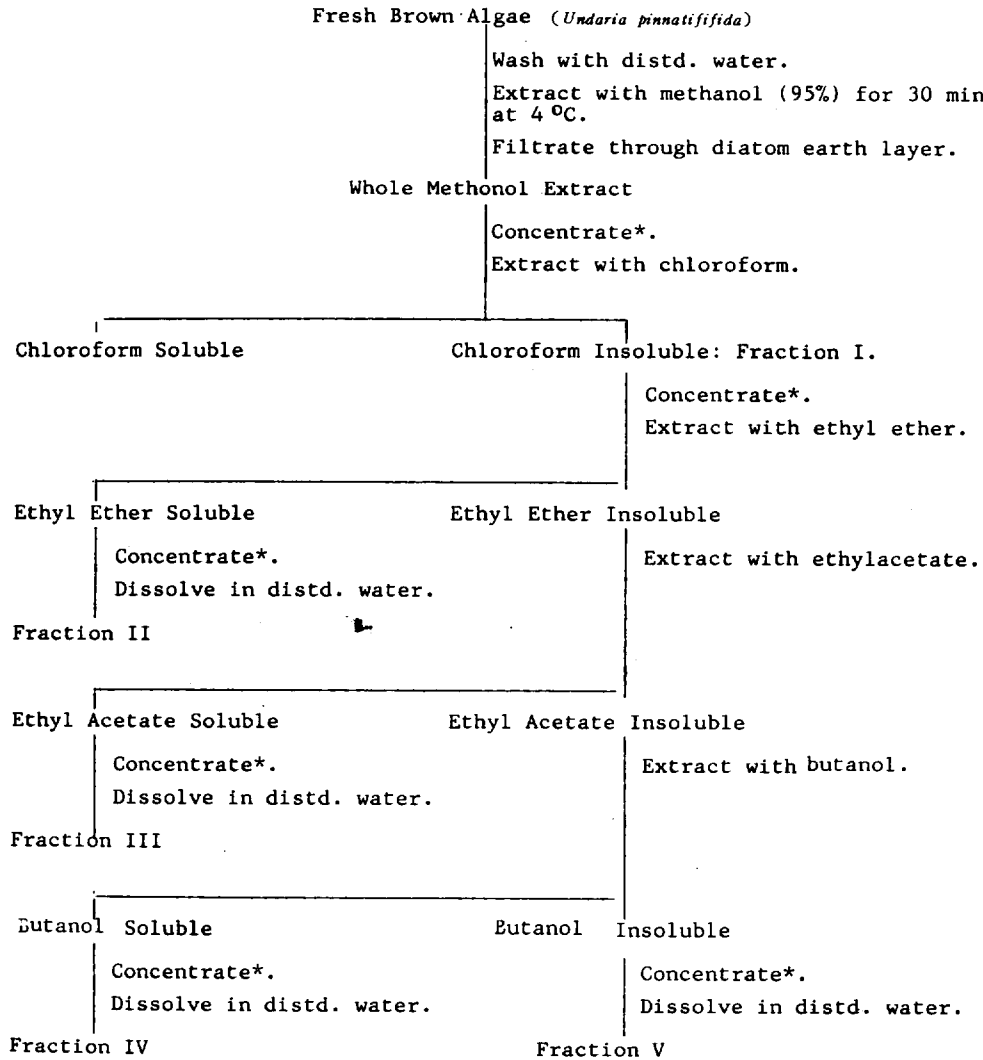 Fresh Brown Algae (Undaria pinnatififida)
Wash with distd. water.
Extract with methanol (95%) for 30 min
at 4 °C.
Filtrate through diatom earth layer.
Whole Methonol Extract
Concentrate*.
Extract with chloroform.
Chloroform Soluble
Chloroform Insoluble: Fraction I.
Concentrate*.
Extract with ethyl ether.
Ethyl Ether Soluble
Ethyl Ether Insoluble
Concentrate*.
Extract with ethylacetate.
Dissolve in distd. water.
Fraction II
Ethyl Acetate Soluble
Ethyl Acetate Insoluble
Concentrate*.
Extract with butanol.
Dissolve in distd. water.
Fraction III
Butanol Soluble
Butanol Insoluble
Concentrate*.
Concentrate*.
Dissolve in distd. water.
Dissolve in distd. water.
Fraction IV
Fraction V